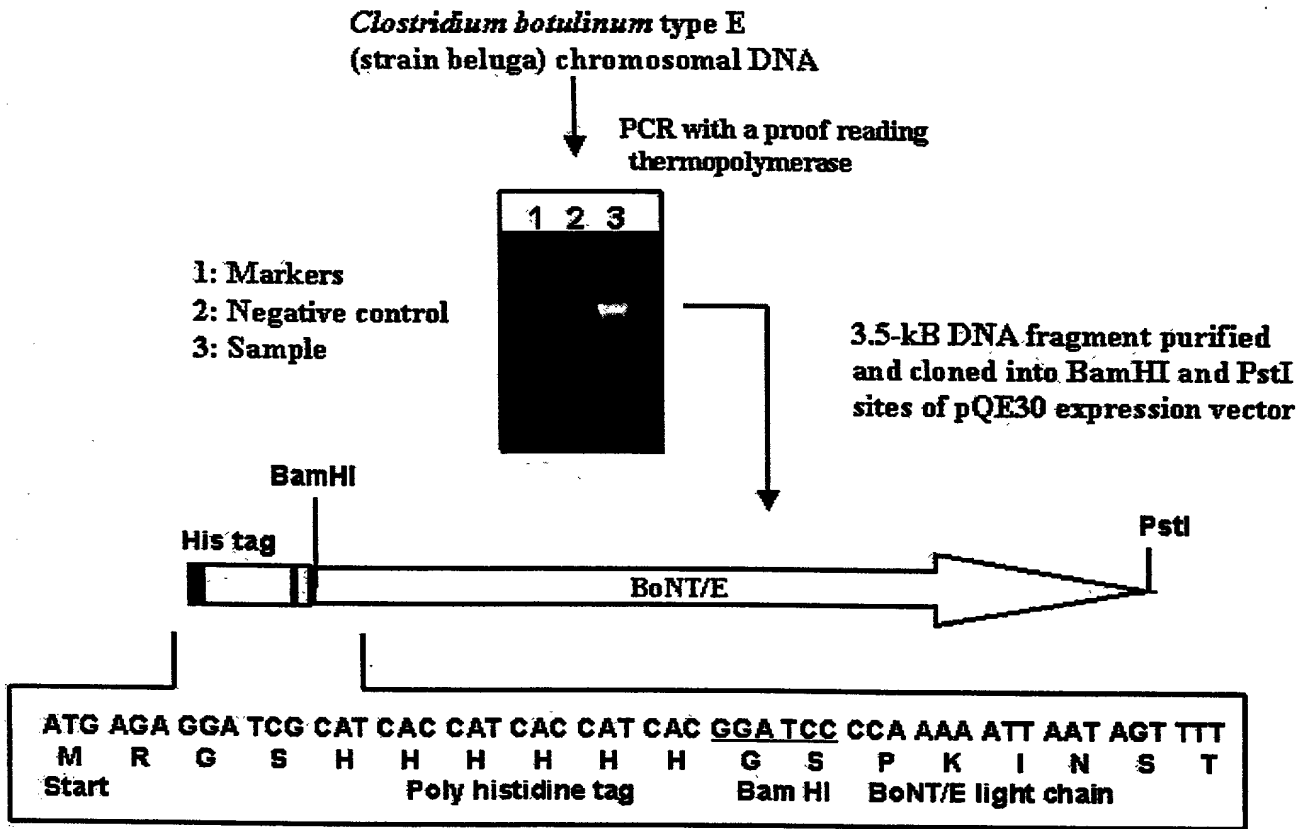 Clostridium botulinum type E
(strain beluga) chromosomal DNA
PCR with a proof reading
thermopolymerase
1 2 3
1: Markers
2: Negative control
3: Sample
3.5-kB DNA fragment purified
and cloned into BamHI and PstI
sites of pQE30 expression vector
BamHI
His tag
PstI
BoNT/E
ATG AGA GGA TCG CAT CAC CAT CAC CAT CAC GGA TCC CCA AAA ATT AAT AGT TTT
M R G S H H H H H H G S P K I N S T
Start Poly histidine tag Bam HI BoNT/E light chain